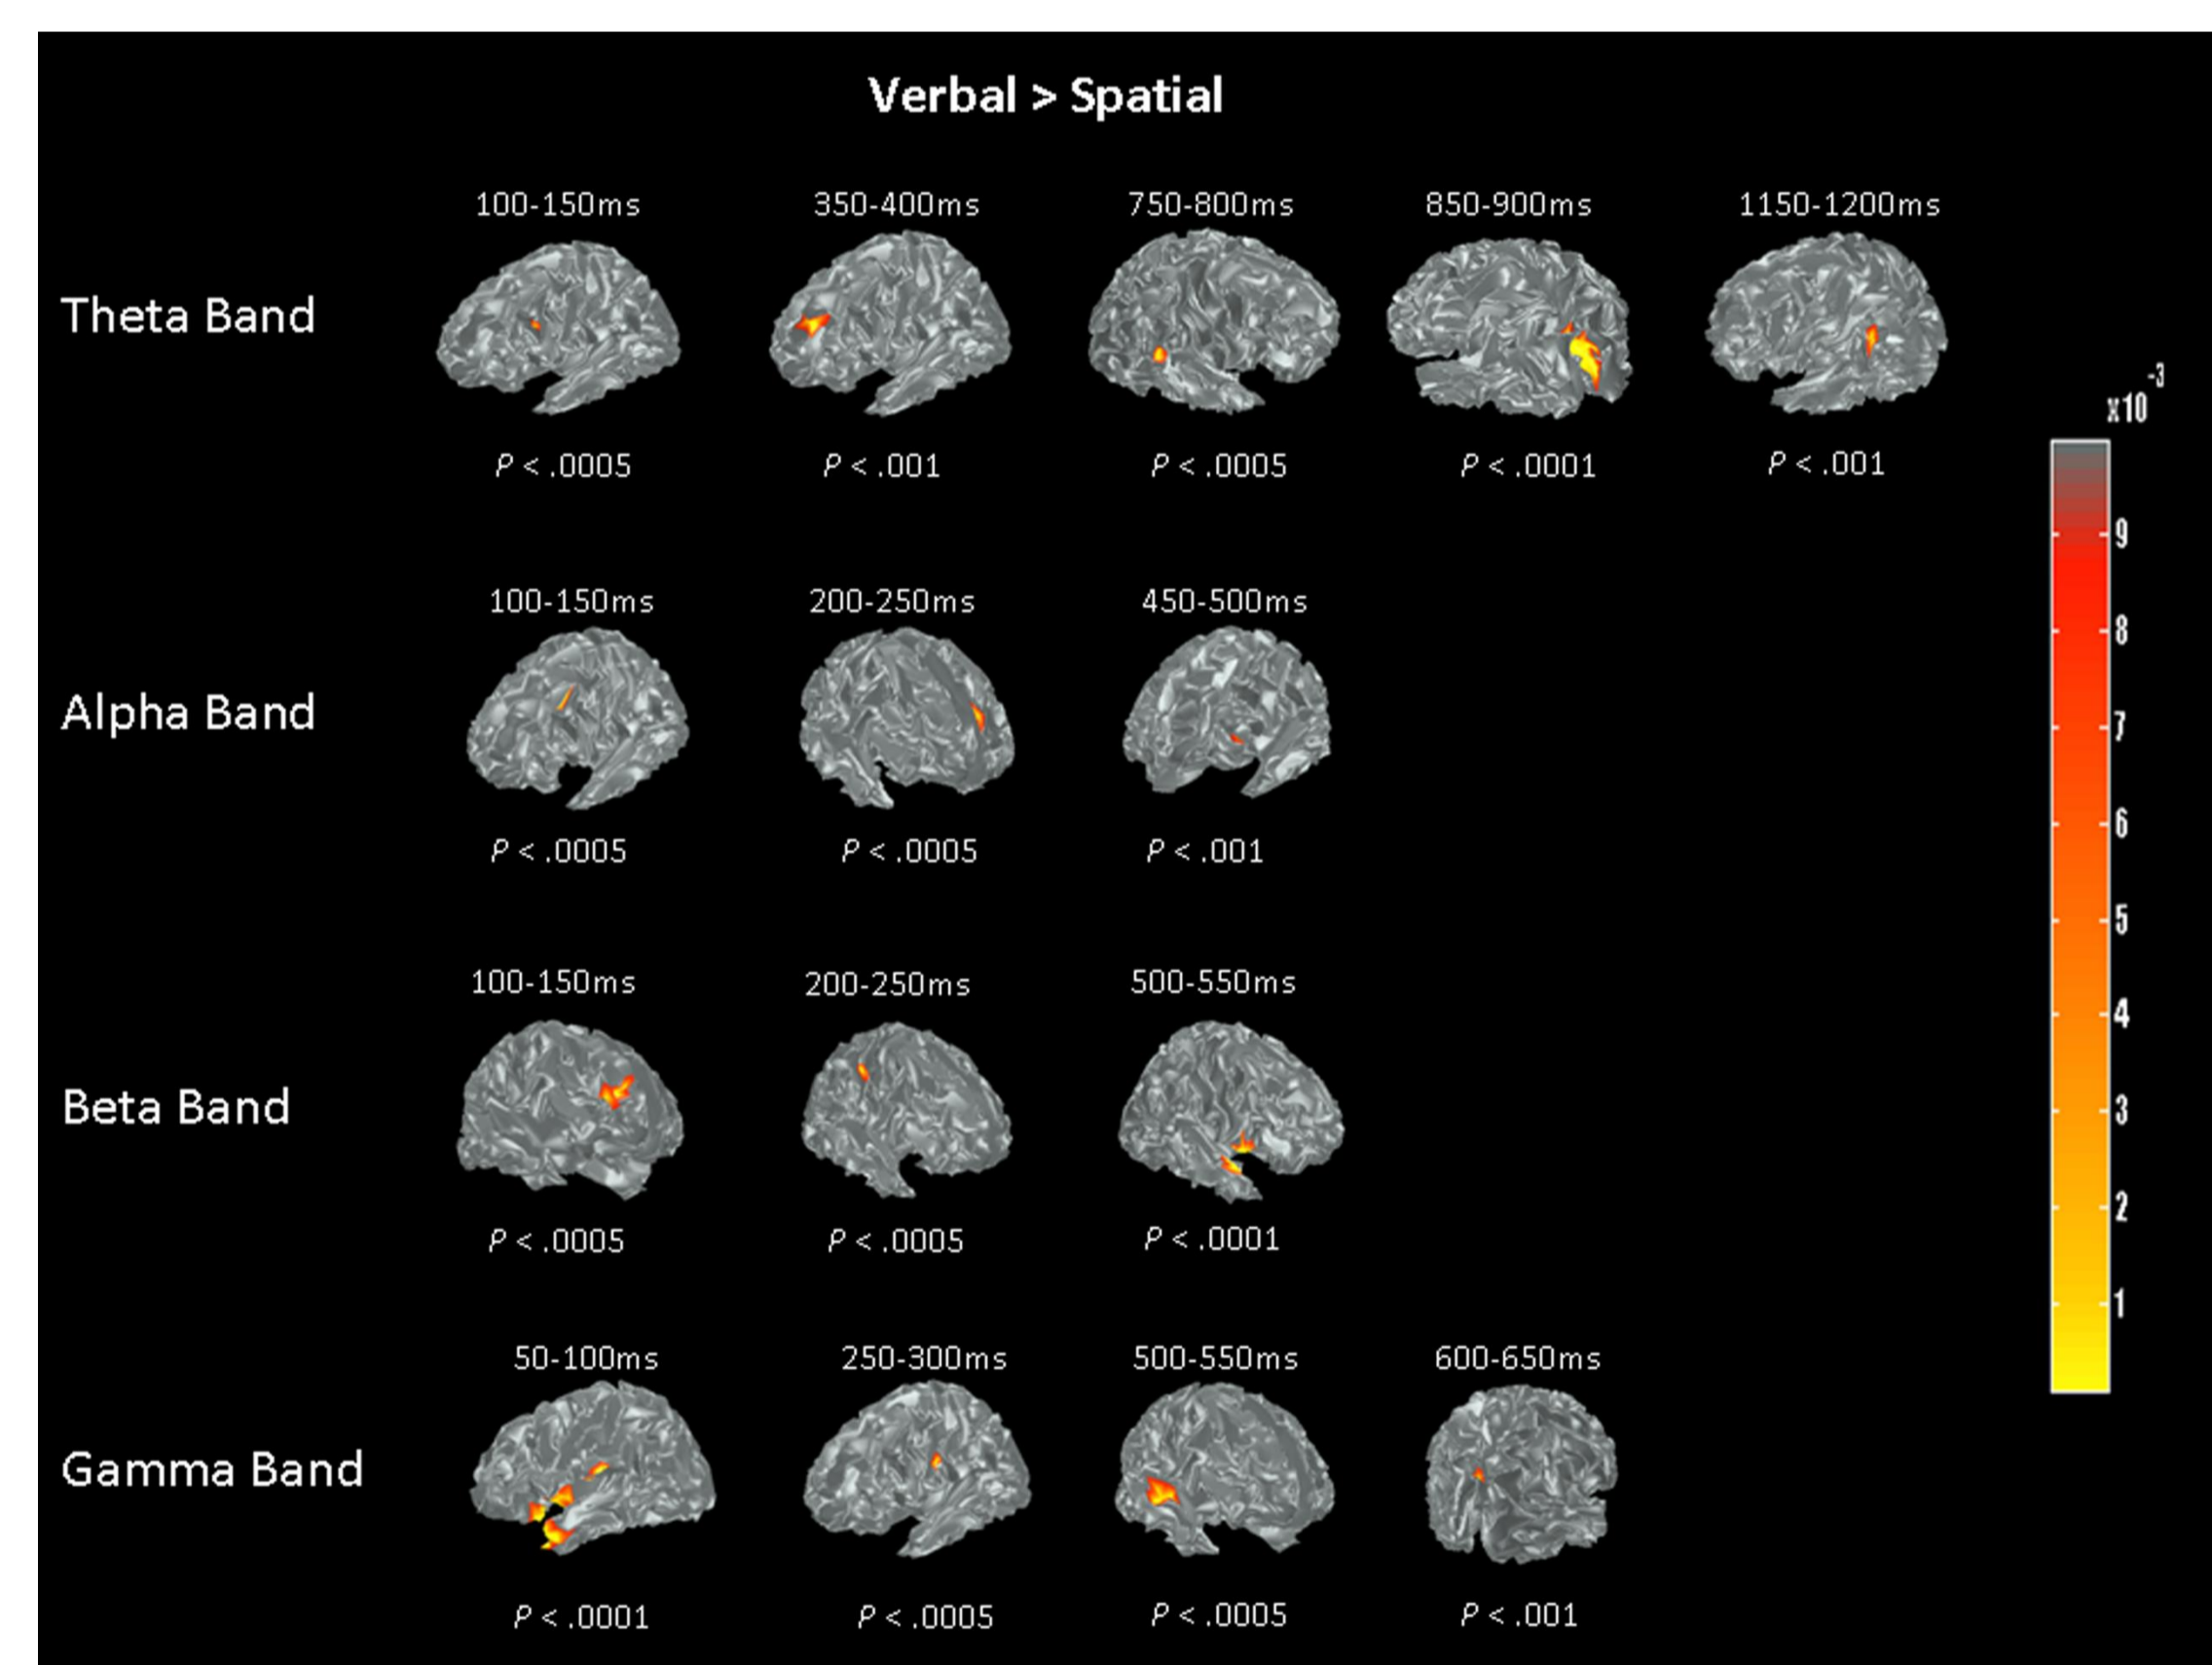 Verbal > Spatial
100-150ms 350-400ms 750-800ms 850-900ms 1150-1200ms
Theta Band
P < .0005 P < .001 P < .0005 P < .0001 P < .001
x10 -3
9
8
7
6
5
4
3
2
1
100-150ms 200-250ms 450-500ms
Alpha Band
P < .0005 P < .0005 P < .001
100-150ms 200-250ms 500-550ms
Beta Band
P < .0005 P < .0005 P < .0001
50-100ms 250-300ms 500-550ms 600-650ms
Gamma Band
P < .0001 P < .0005 P < .0005 P < .001